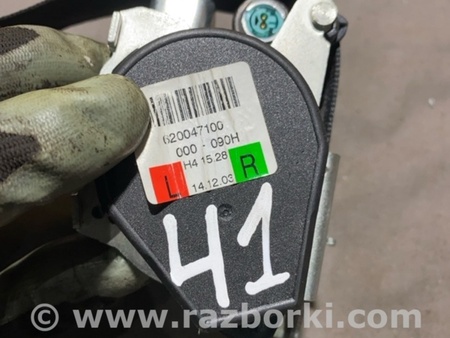 620047100
000 - 090H
H4 15.28
L R
14.12.03
41
© www.razborki.com